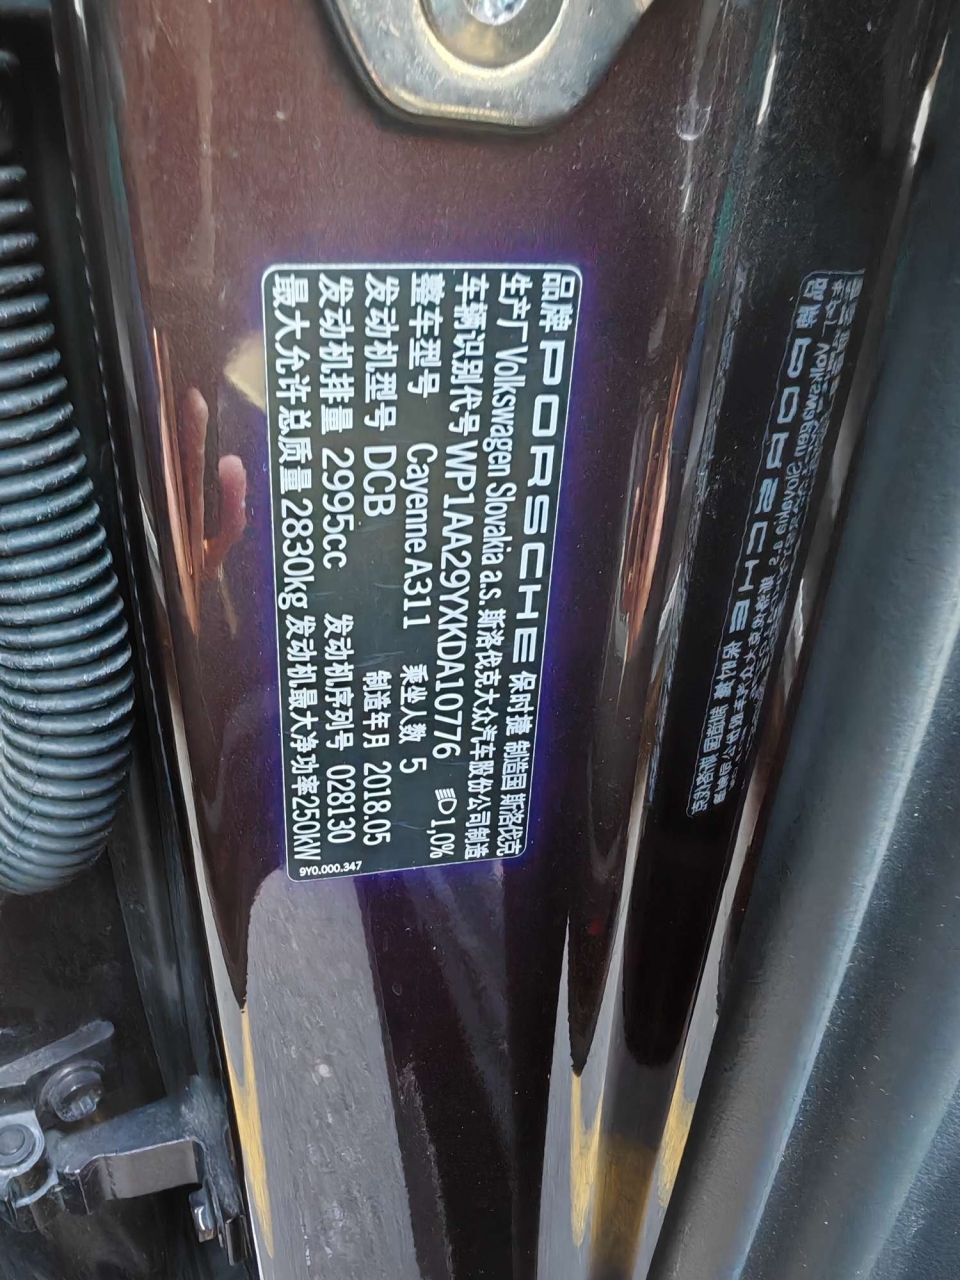 品牌 PORSCHE 保时捷 制造国 斯洛伐克
生产厂 Volkswagen Slovakia a.s. 斯洛伐克大众汽车股份公司制造
车辆识别代号 WP1AA29YXKDA10776 1,0%
整车型号 Cayenne A311 乘坐人数 5
发动机型号 DCB 制造年月 2018.05
发动机排量 2995cc 发动机序列号 028130
最大允许总质量 2830kg 发动机最大净功率250kW
9Y0.000.347